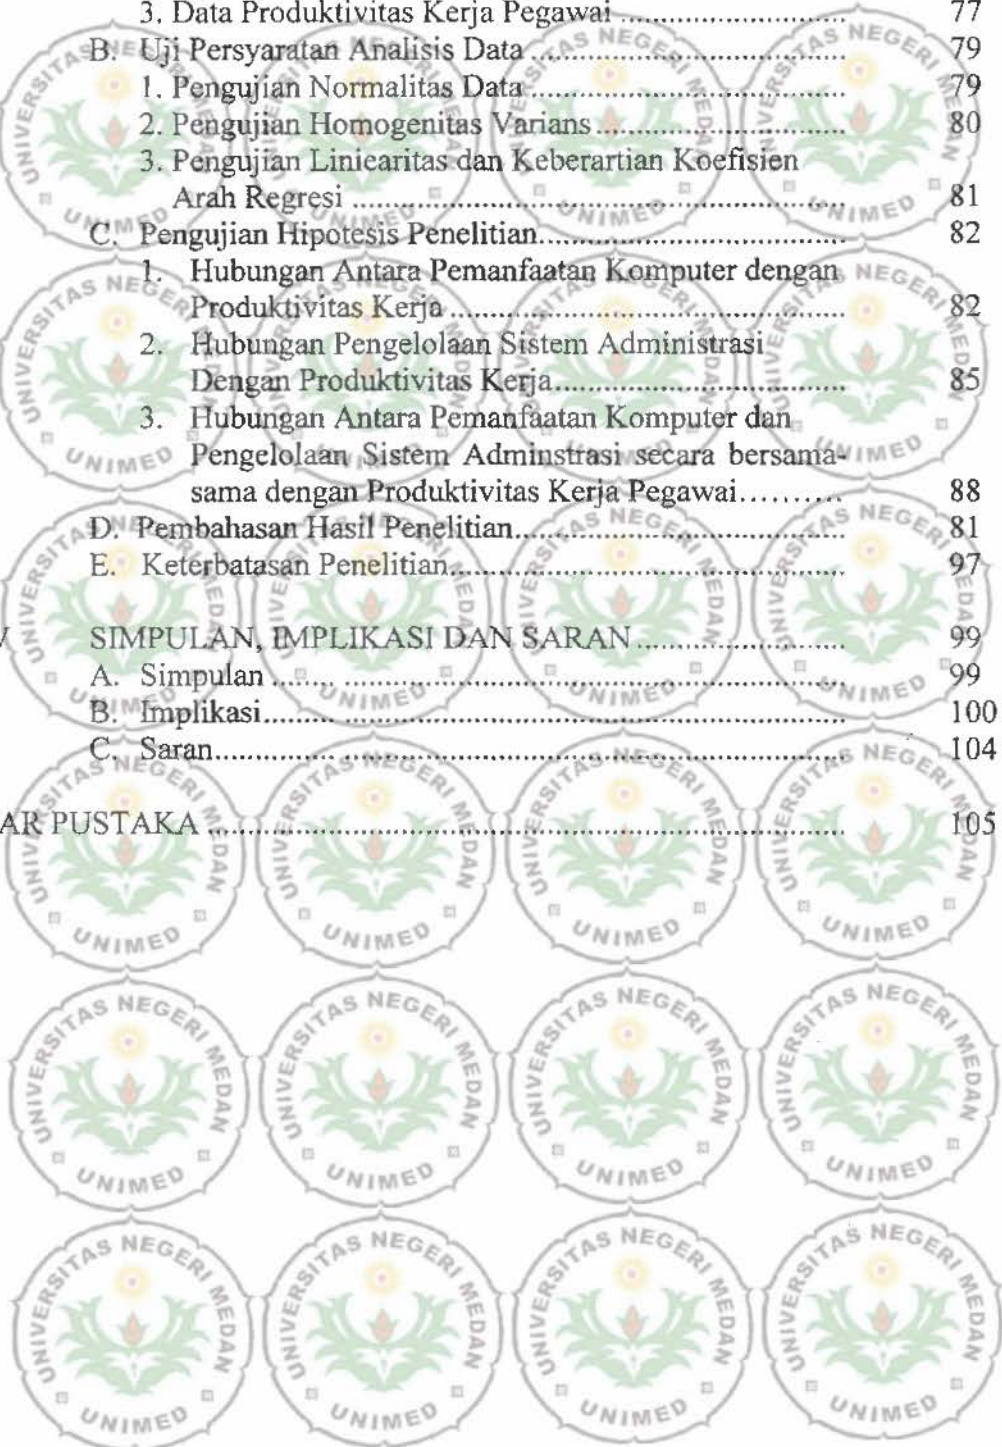 3. Data Produktivitas Kerja Pegawai ............................ 77
B. Uji Persyaratan Analisis Data ....................................... 79
1. Pengujian Normalitas Data ....................................... 79
2. Pengujian Homogenitas Varians............................... 80
3. Pengujian Liniearitas dan Keberartian Koefisien
Arah Regresi ............................................................. 81
C. Pengujian Hipotesis Penelitian...................................... 82
1. Hubungan Antara Pemanfaatan Komputer dengan
Produktivitas Kerja ................................................. 82
2. Hubungan Pengelolaan Sistem Administrasi
Dengan Produktivitas Kerja.................................... 85
3. Hubungan Antara Pemanfaatan Komputer dan
Pengelolaan Sistem Adminstrasi secara bersama-
sama dengan Produktivitas Kerja Pegawai.......... 88
D. Pembahasan Hasil Penelitian......................................... 81
E. Keterbatasan Penelitian................................................. 97
V SIMPULAN, IMPLIKASI DAN SARAN .......................... 99
A. Simpulan ........ .............................................................. 99
B. Implikasi......... .............................................................. 100
C. Saran............... .............................................................. 104
AR PUSTAKA ............................................................................... 105
UNIVERSITAS NEGERI MEDAN
UNIMED